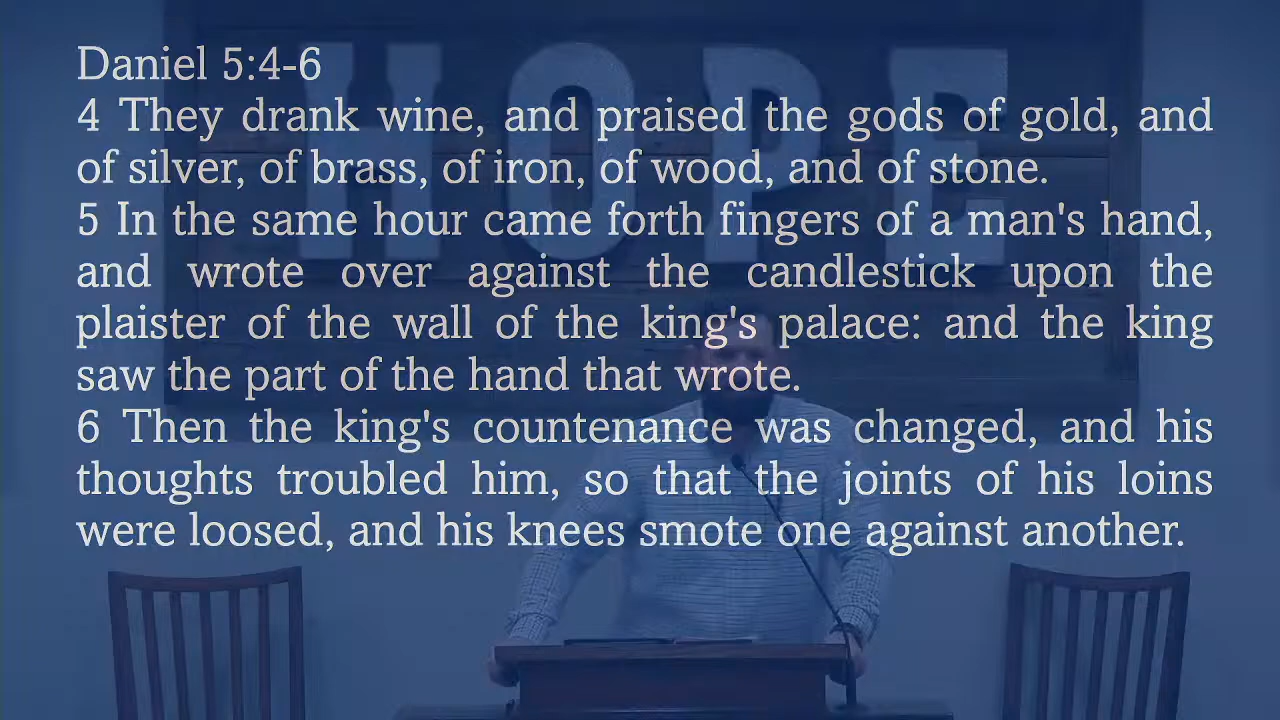 HOPE
Daniel 5:4-6
4 They drank wine, and praised the gods of gold, and
of silver, of brass, of iron, of wood, and of stone.
5 In the same hour came forth fingers of a man's hand,
and wrote over against the candlestick upon the
plaister of the wall of the king's palace: and the king
saw the part of the hand that wrote.
6 Then the king's countenance was changed, and his
thoughts troubled him, so that the joints of his loins
were loosed, and his knees smote one against another.